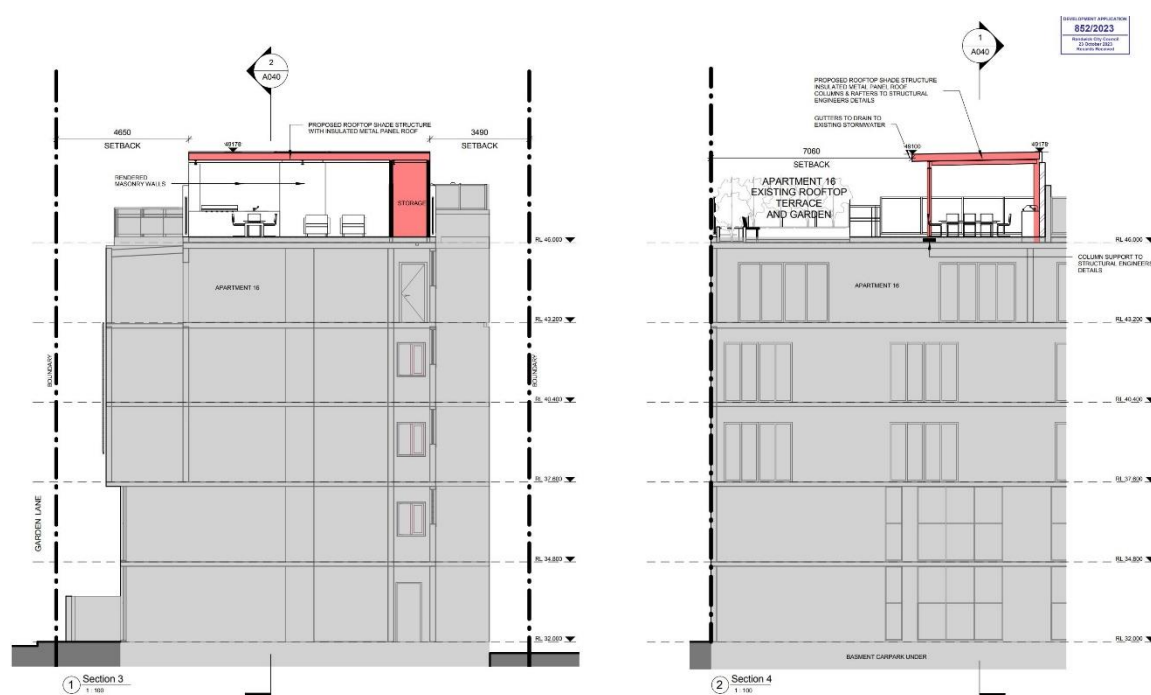 DEVELOPMENT APPLICATION
852/2023
Randwick City Council
23 October 2023
Records Received
2
A040
4650
SETBACK
49170
PROPOSED ROOFTOP SHADE STRUCTURE
WITH INSULATED METAL PANEL ROOF
3490
SETBACK
RENDERED
MASONRY WALLS
STORAGE
RL 46,000
APARTMENT 16
RL 43,200
BOUNDARY
BOUNDARY
RL 40,400
RL 37,600
GARDEN LANE
RL 34,800
RL 32,000
1
Section 3
1 : 100
1
A040
PROPOSED ROOFTOP SHADE STRUCTURE
INSULATED METAL PANEL ROOF
COLUMNS & RAFTERS TO STRUCTURAL
ENGINEERS DETAILS
GUTTERS TO DRAIN TO
EXISTING STORMWATER
49100
49170
7060
SETBACK
APARTMENT 16
EXISTING ROOFTOP
TERRACE
AND GARDEN
RL 46,000
COLUMN SUPPORT TO
STRUCTURAL ENGINEERS
DETAILS
APARTMENT 16
RL 43,200
RL 40,400
RL 37,600
RL 34,800
RL 32,000
BASMENT CARPARK UNDER
2
Section 4
1 : 100